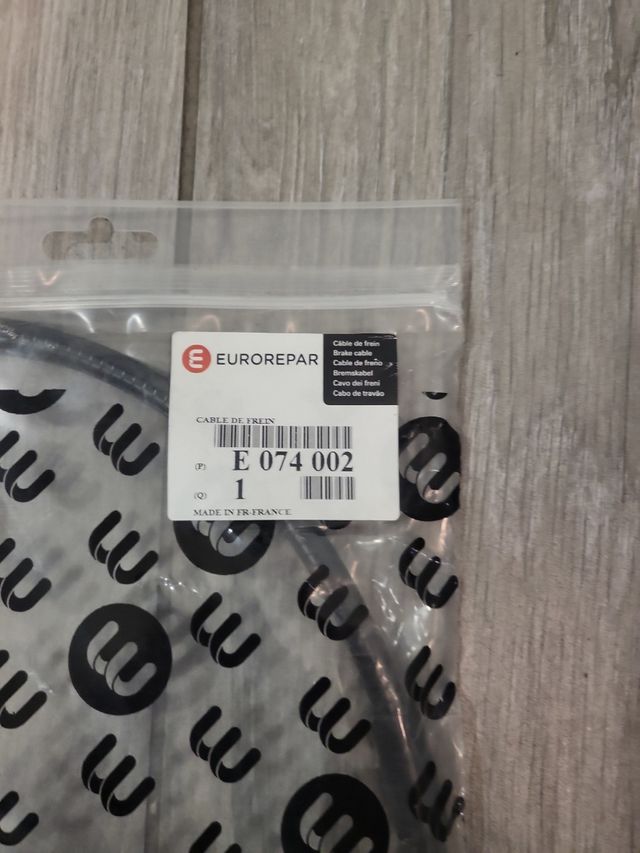 EUROREPAR
Câble de frein
Brake cable
Cable de freno
Bremskabel
Cavo dei freni
Cabo de travão
CABLE DE FREIN
(P) E 074 002
(Q) 1
MADE IN FR-FRANCE